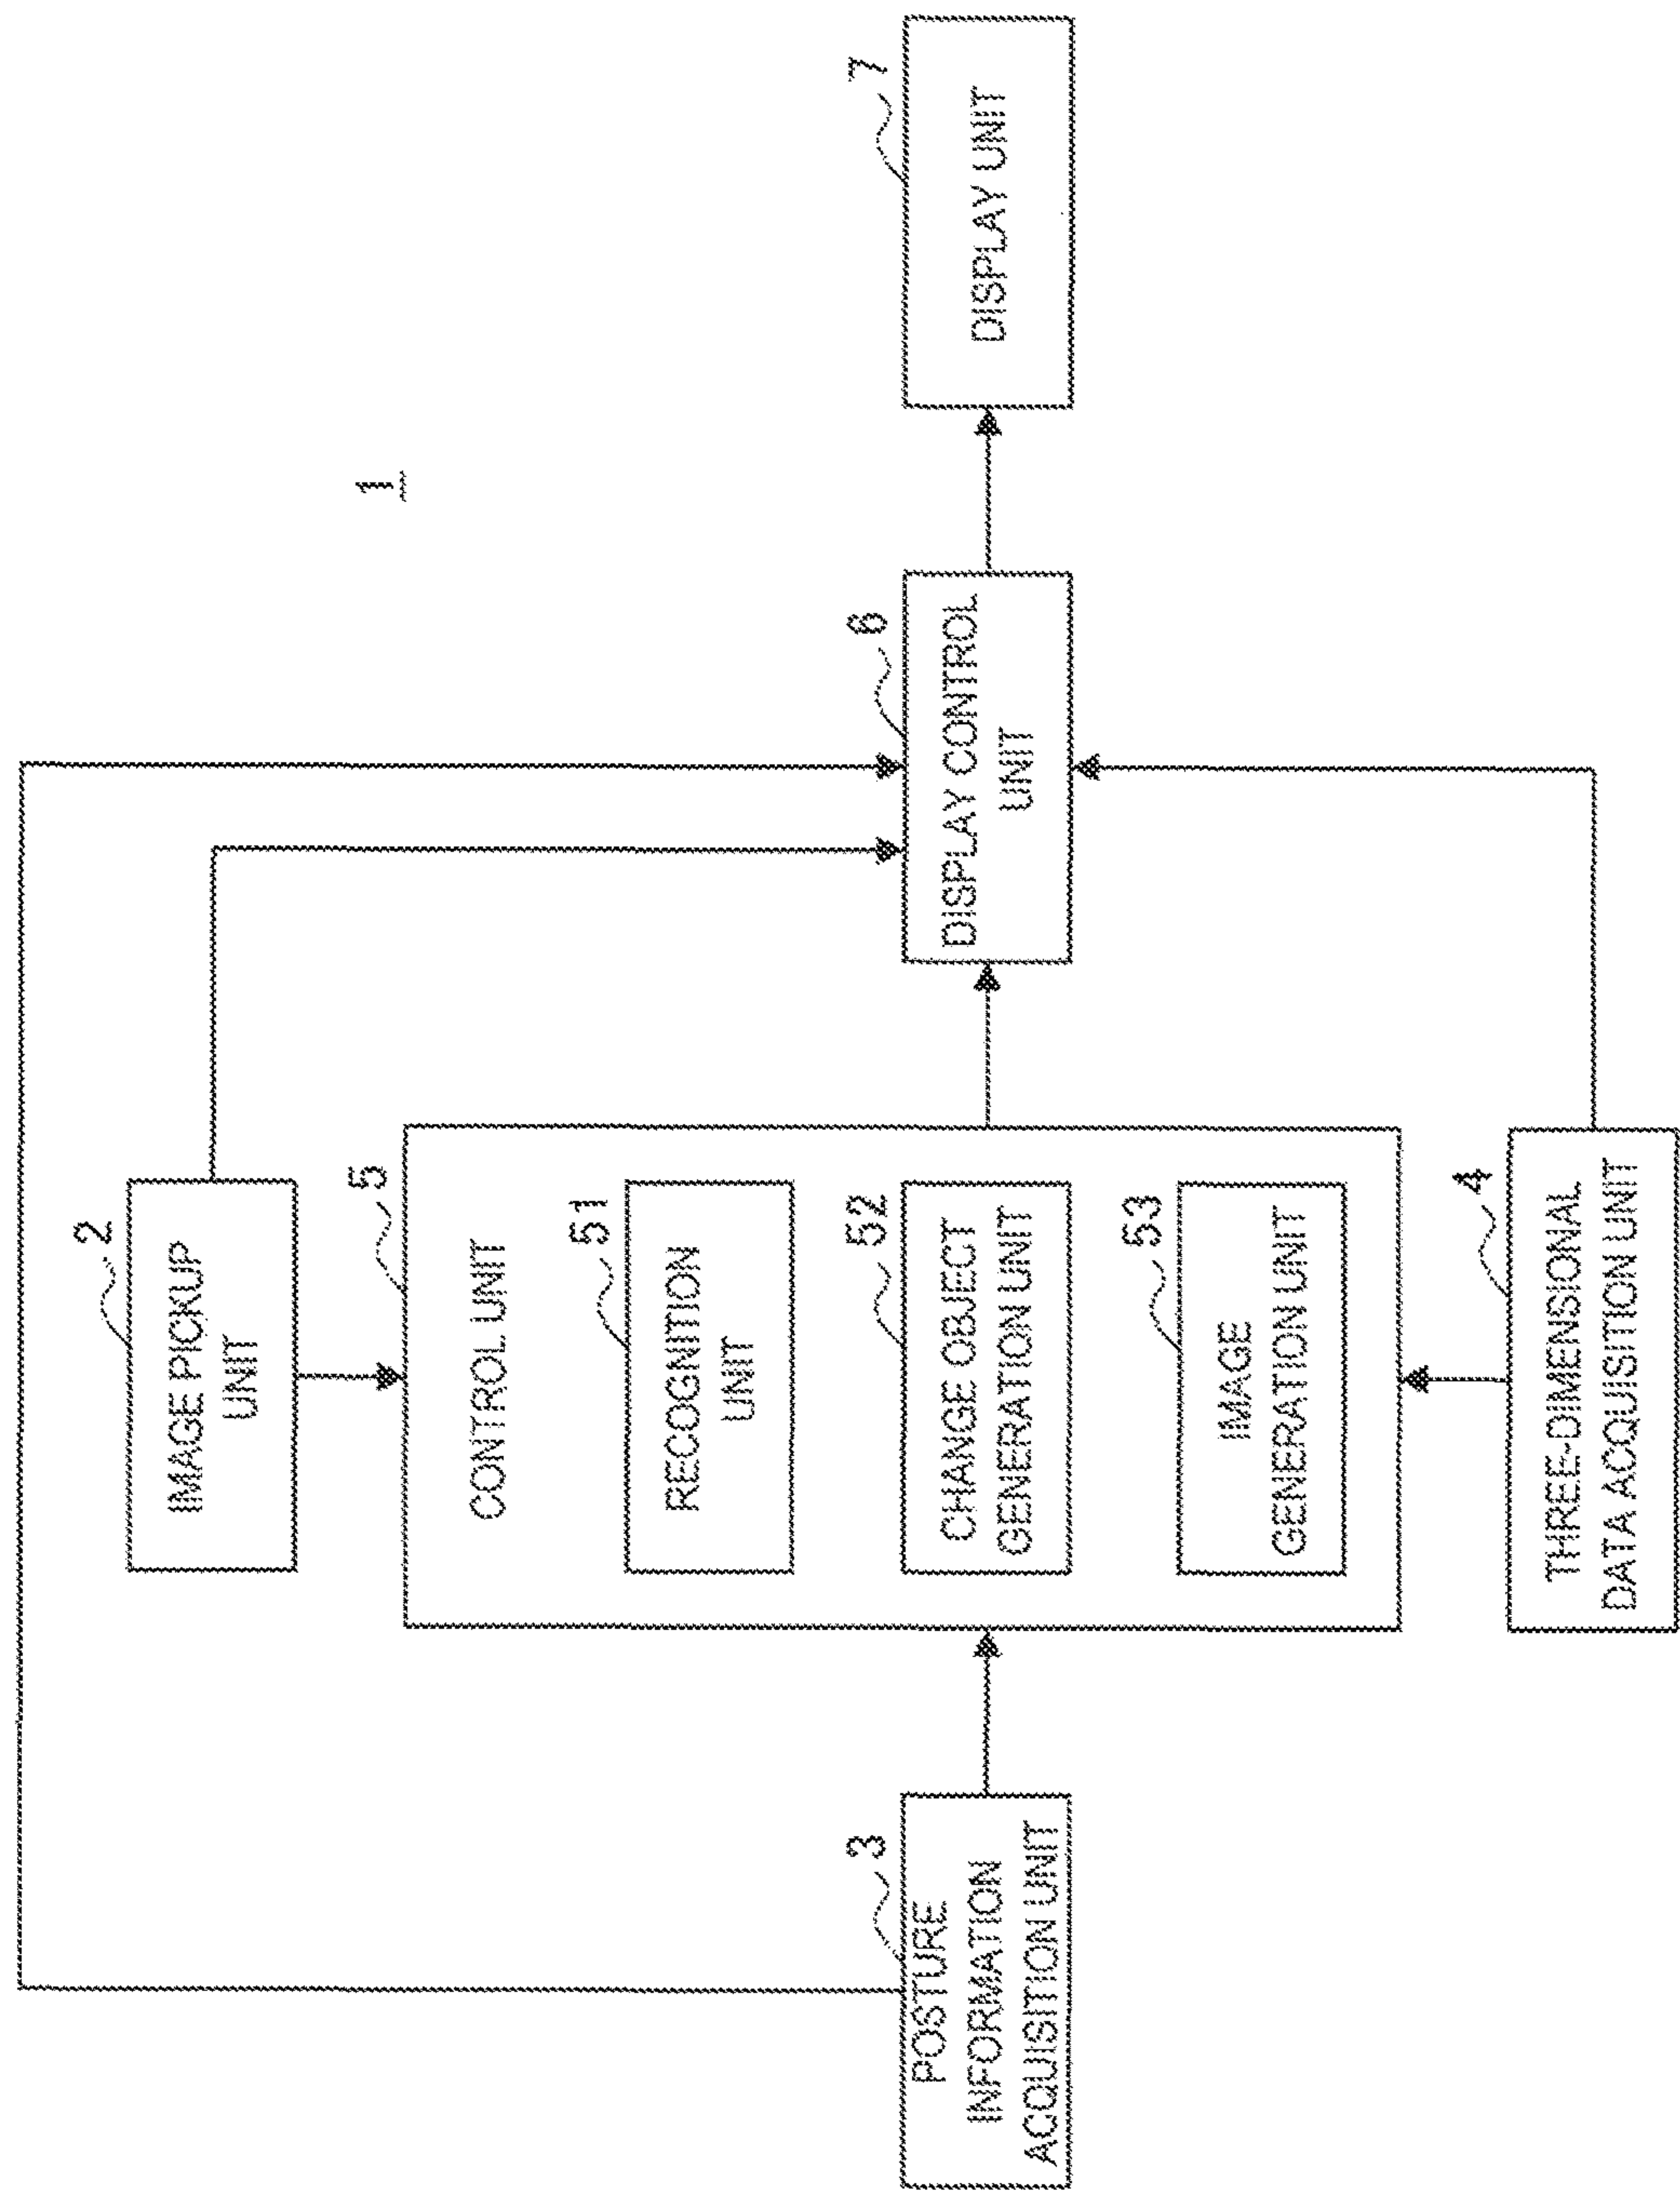 1
2
IMAGE PICKUP
UNIT
3
POSTURE
INFORMATION
ACQUISITION UNIT
5
CONTROL UNIT
51
RECOGNITION
UNIT
52
CHANGE OBJECT
GENERATION UNIT
53
IMAGE
GENERATION UNIT
4
THREE-DIMENSIONAL
DATA ACQUISITION UNIT
6
DISPLAY CONTROL
UNIT
7
DISPLAY UNIT